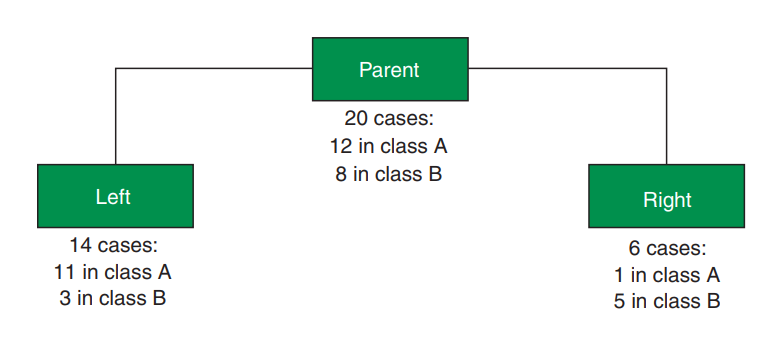 Parent
20 cases:
12 in class A
8 in class B
Left
14 cases:
11 in class A
3 in class B
Right
6 cases:
1 in class A
5 in class B